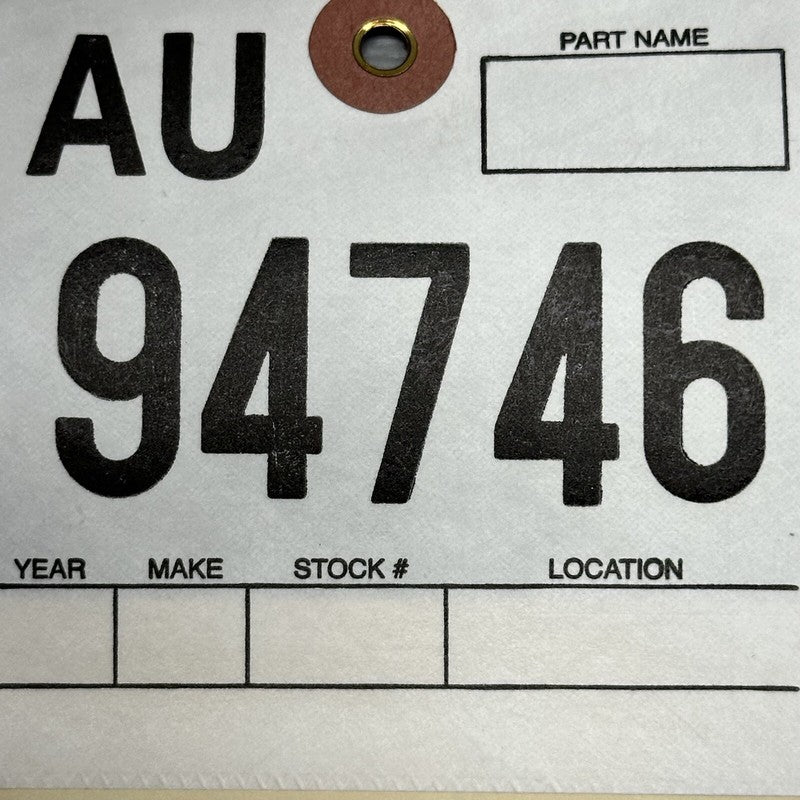 AU
PART NAME
94746
YEAR MAKE STOCK # LOCATION